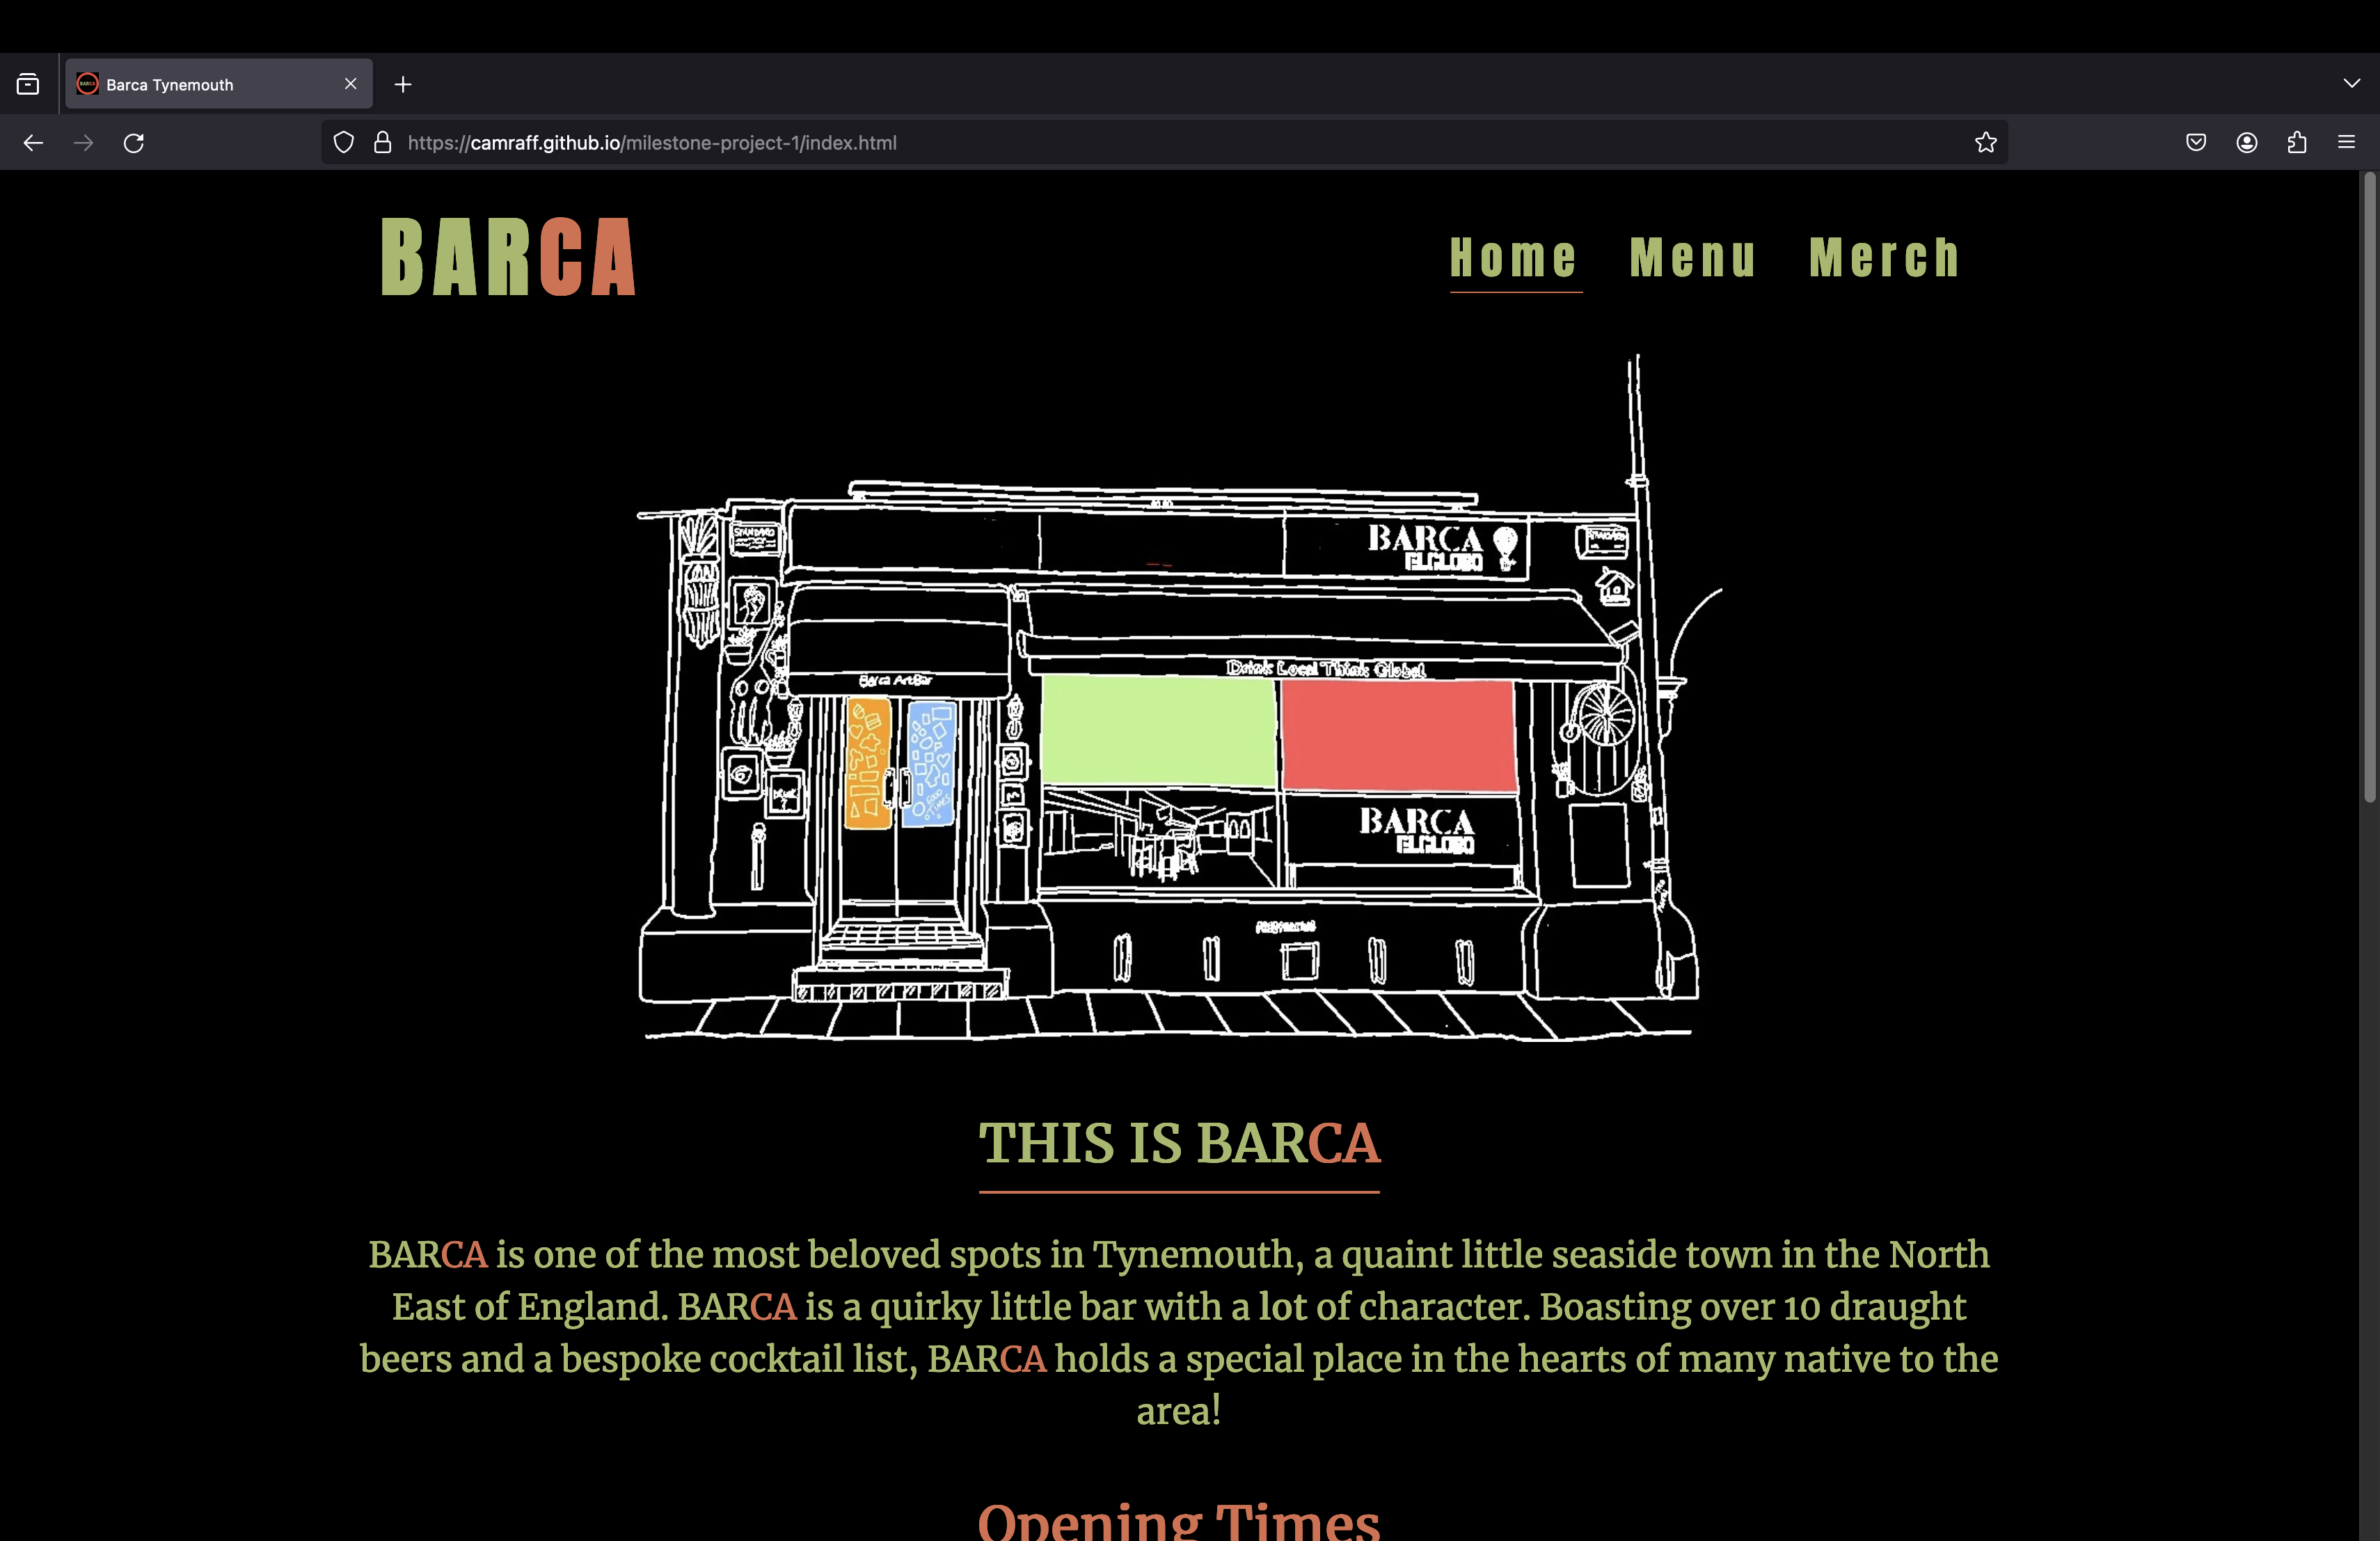 Barca Tynemouth
https://camraff.github.io/milestone-project-1/index.html
BARCA
Home Menu Merch
BARCA
ELGLOBO
STANDARD
Drink Local Think Global
Barca ArtBar
GOOD
TIMES
BARCA
ELGLOBO
THIS IS BARCA
BARCA is one of the most beloved spots in Tynemouth, a quaint little seaside town in the North
East of England. BARCA is a quirky little bar with a lot of character. Boasting over 10 draught
beers and a bespoke cocktail list, BARCA holds a special place in the hearts of many native to the
area!
Opening Times